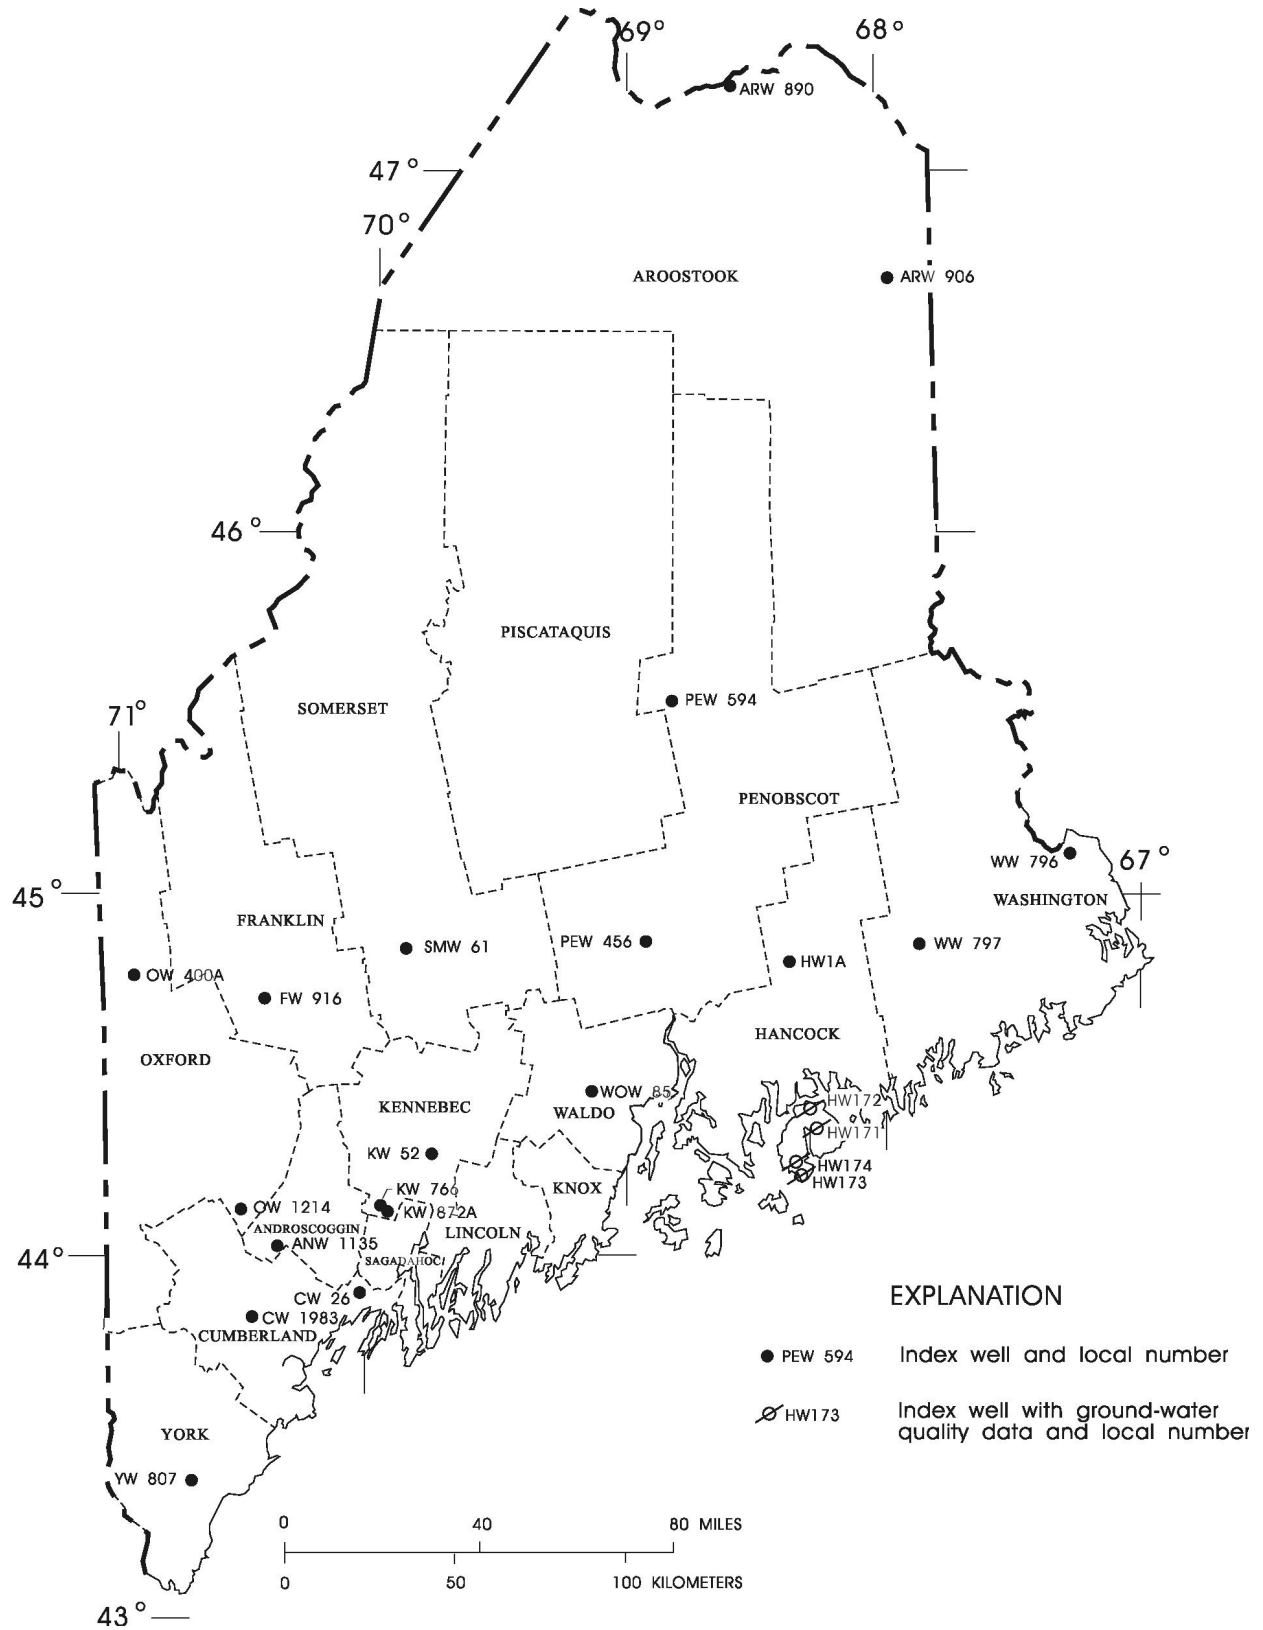 69°
68°
ARW 890
47°
70°
AROOSTOOK
ARW 906
46°
PISCATAQUIS
SOMERSET
PEW 594
71°
PENOBSCOT
WW 796
67°
45°
WASHINGTON
FRANKLIN
SMW 61
PEW 456
WW 797
HW1A
OW 400A
FW 916
HANCOCK
OXFORD
WOW 85
KENNEBEC
WALDO
HW172
HW171
KW 52
HW174
HW173
KNOX
KW 766
KW 872A
OW 1214
ANDROSCOGGIN
LINCOLN
ANW 1135
44°
SAGADAHOC
CW 26
CW 1983
CUMBERLAND
EXPLANATION
PEW 594 Index well and local number
HW173 Index well with ground-water
quality data and local number
YORK
YW 807
0 40 80 MILES
0 50 100 KILOMETERS
43°